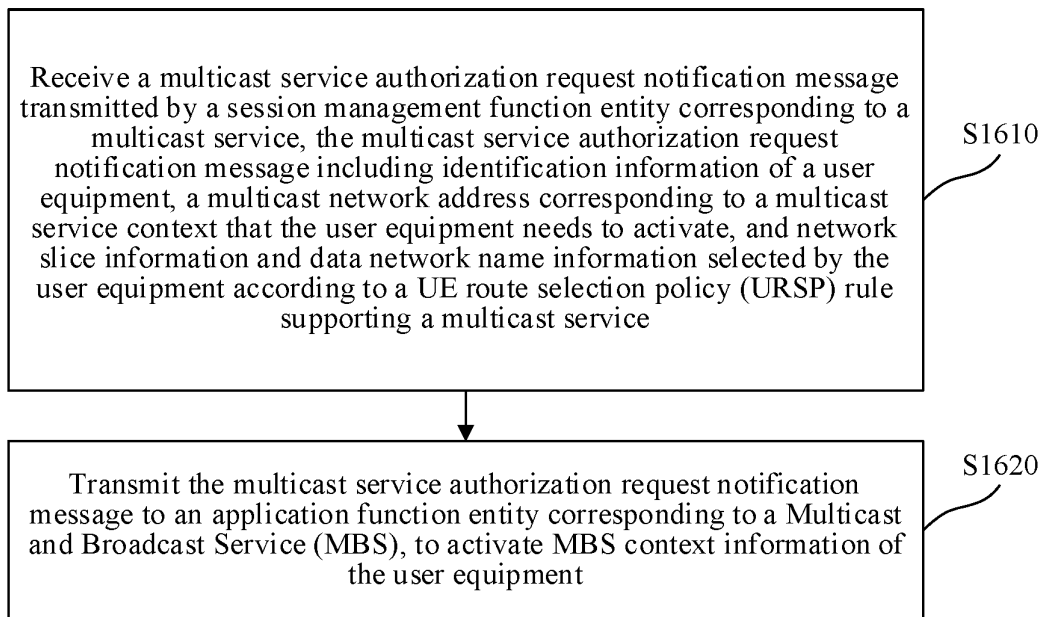 Receive a multicast service authorization request notification message
transmitted by a session management function entity corresponding to a
multicast service, the multicast service authorization request
notification message including identification information of a user
equipment, a multicast network address corresponding to a multicast
service context that the user equipment needs to activate, and network
slice information and data network name information selected by the
user equipment according to a UE route selection policy (URSP) rule
supporting a multicast service
S1610
Transmit the multicast service authorization request notification
message to an application function entity corresponding to a Multicast
and Broadcast Service (MBS), to activate MBS context information of
the user equipment
S1620